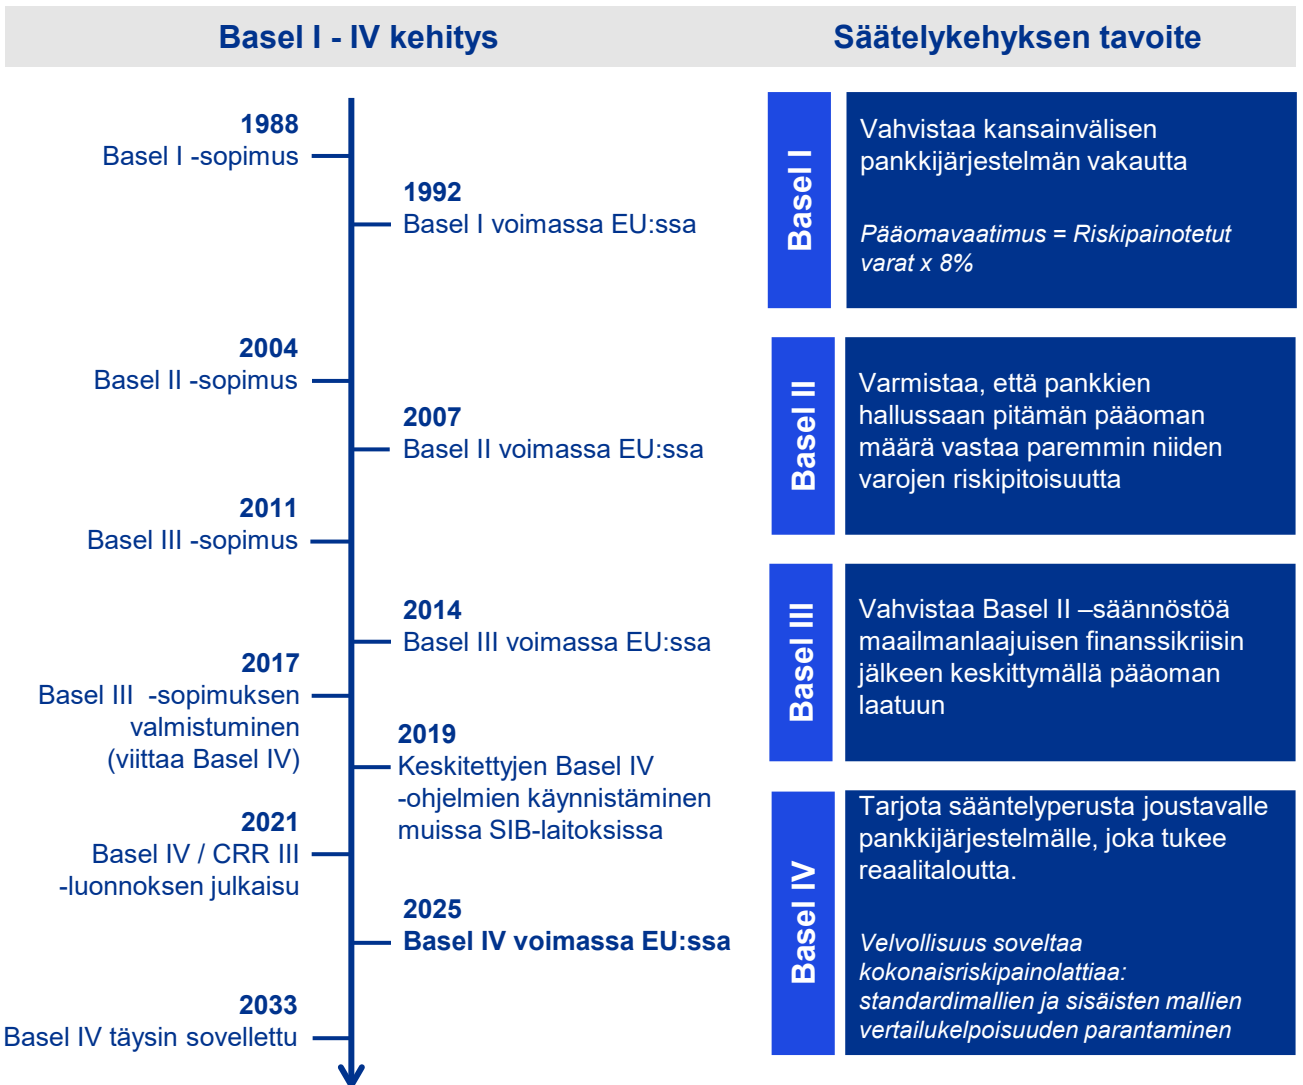 Basel I - IV kehitys
1988
Basel I -sopimus
1992
Basel I voimassa EU:ssa
2004
Basel II -sopimus
2007
Basel II voimassa EU:ssa
2011
Basel III -sopimus
2014
Basel III voimassa EU:ssa
2017
Basel III -sopimuksen
valmistuminen
(viittaa Basel IV)
2019
Keskitettyjen Basel IV
-ohjelmien käynnistäminen
muissa SIB-laitoksissa
2021
Basel IV / CRR III
-luonnoksen julkaisu
2025
Basel IV voimassa EU:ssa
2033
Basel IV täysin sovellettu
Säätelykehyksen tavoite
Basel I
Vahvistaa kansainvälisen
pankkijärjestelmän vakautta
Pääomavaatimus = Riskipainotetut
varat x 8%
Basel II
Varmistaa, että pankkien
hallussaan pitämän pääoman
määrä vastaa paremmin niiden
varojen riskipitoisuutta
Basel III
Vahvistaa Basel II –säännöstöä
maailmanlaajuisen finanssikriisin
jälkeen keskittymällä pääoman
laatuun
Basel IV
Tarjota sääntelyperusta joustavalle
pankkijärjestelmälle, joka tukee
reaalitaloutta.
Velvollisuus soveltaa
kokonaisriskipainolattiaa:
standardimallien ja sisäisten mallien
vertailukelpoisuuden parantaminen